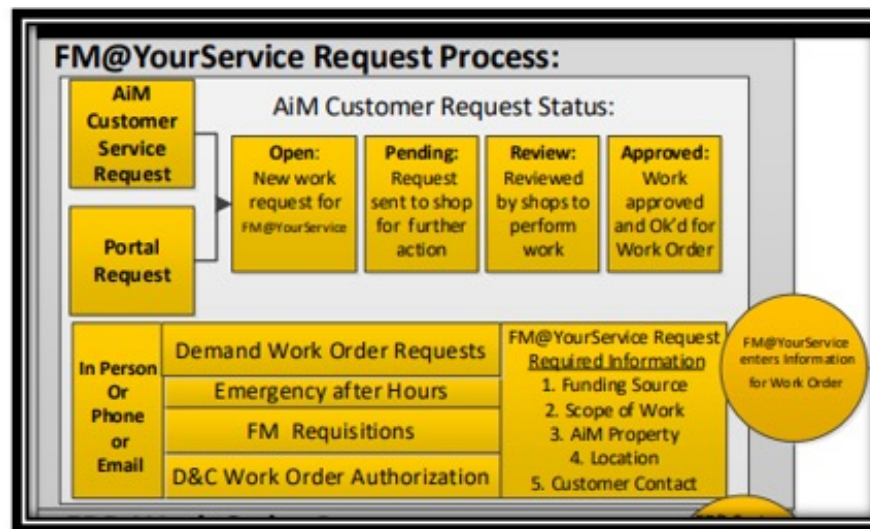 FM@YourService Request Process:
AiM
Customer
Service
Request
Portal
Request
AiM Customer Request Status:
Open:
New work
request for
FM@YourService
Pending:
Request
sent to shop
for further
action
Review:
Reviewed
by shops to
perform
work
Approved:
Work
approved
and Ok'd for
Work Order
In Person
Or
Phone
or
Email
Demand Work Order Requests
Emergency after Hours
FM Requisitions
D&C Work Order Authorization
FM@YourService Request
Required Information
1. Funding Source
2. Scope of Work
3. AiM Property
4. Location
5. Customer Contact
FM@YourService
enters Information
for Work Order